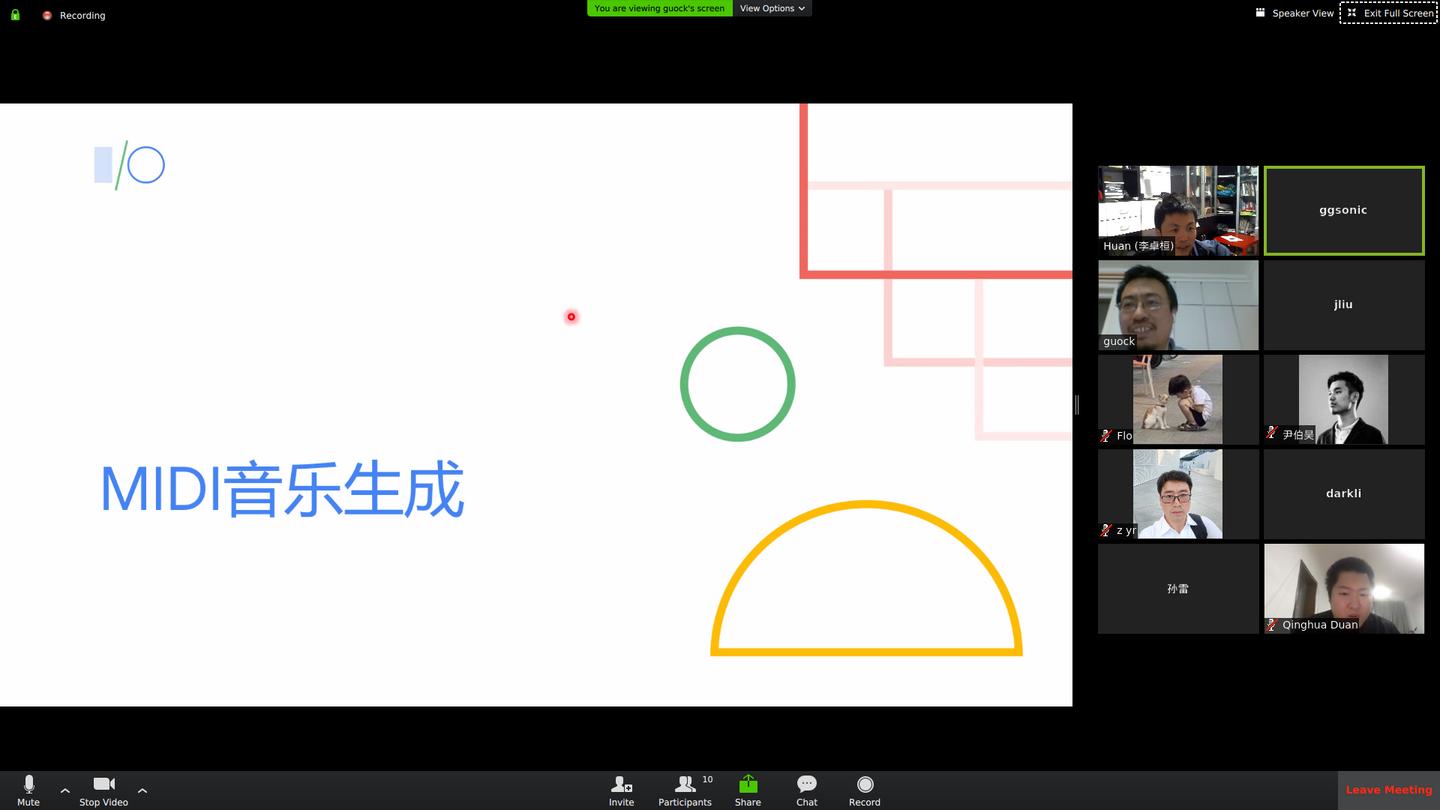 Recording
You are viewing guock's screen
View Options
Speaker View
Exit Full Screen
I/O
MIDI音乐生成
Huan (李卓桓)
ggsonic
guock
jliu
Flo
尹伯昊
z yr
darkli
孙雷
Qinghua Duan
Mute
Stop Video
Invite
Participants
10
Share
Chat
Record
Leave Meeting